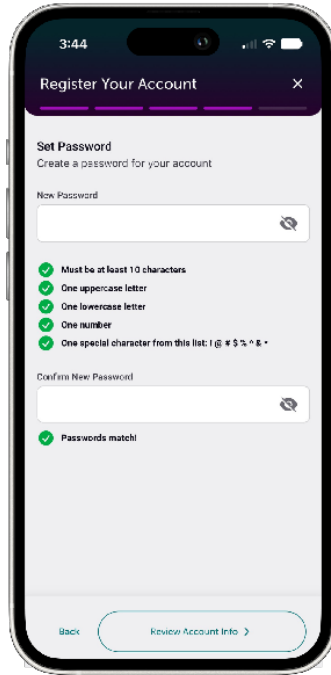 3:44
Register Your Account
Set Password
Create a password for your account
New Password
Must be at least 10 characters
One uppercase letter
One lowercase letter
One number
One special character from this list: ! @ # $ % ^ & *
Confirm New Password
Passwords match!
Back
Review Account Info